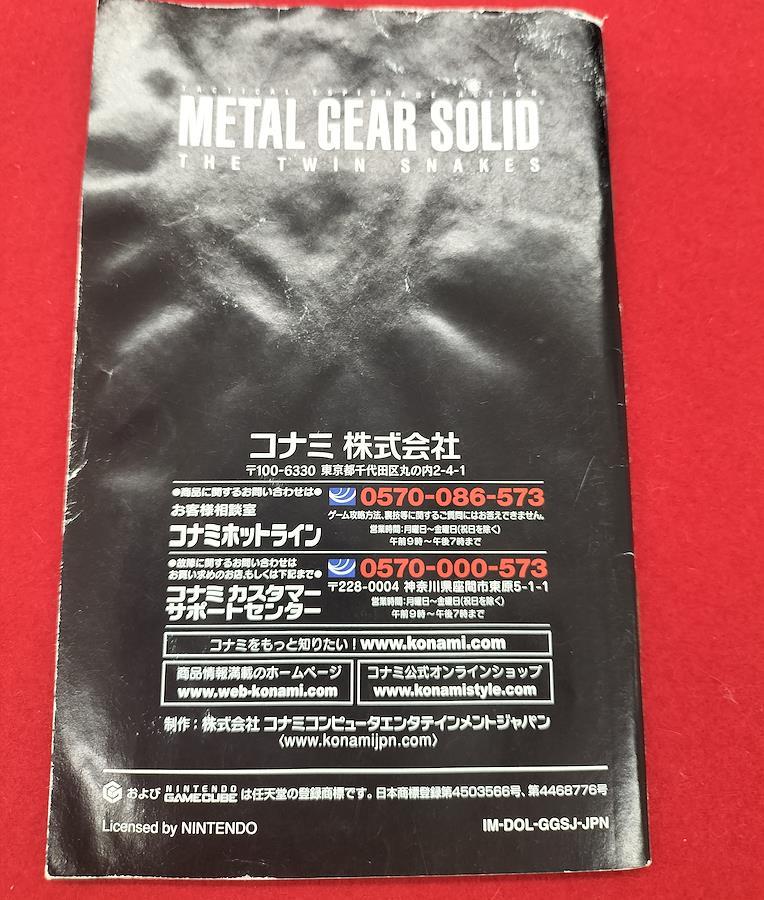 TACTICAL ESPIONAGE ACTION
METAL GEAR SOLID
THE TWIN SNAKES
コナミ 株式会社
〒100-6330 東京都千代田区丸の内2-4-1
●商品に関するお問い合わせは●
お客様相談室
コナミホットライン
0570-086-573
ゲーム攻略方法、裏技等に関するご質問にはお答えできません。
営業時間:月曜日〜金曜日(祝日を除く)
午前9時〜午後7時まで
●故障に関するお問い合わせは
お買い求めのお店、もしくは下記まで●
コナミ カスタマー
サポートセンター
0570-000-573
〒228-0004 神奈川県座間市東原5-1-1
営業時間:月曜日〜金曜日(祝日を除く)
午前9時〜午後7時まで
コナミをもっと知りたい!www.konami.com
商品情報満載のホームページ
www.web-konami.com
コナミ公式オンラインショップ
www.konamistyle.com
制作:株式会社 コナミコンピュータエンタテインメントジャパン
〈www.konamijpn.com〉
および NINTENDO GAMECUBE は任天堂の登録商標です。日本商標登録第4503566号、第4468776号
Licensed by NINTENDO
IM-DOL-GGSJ-JPN